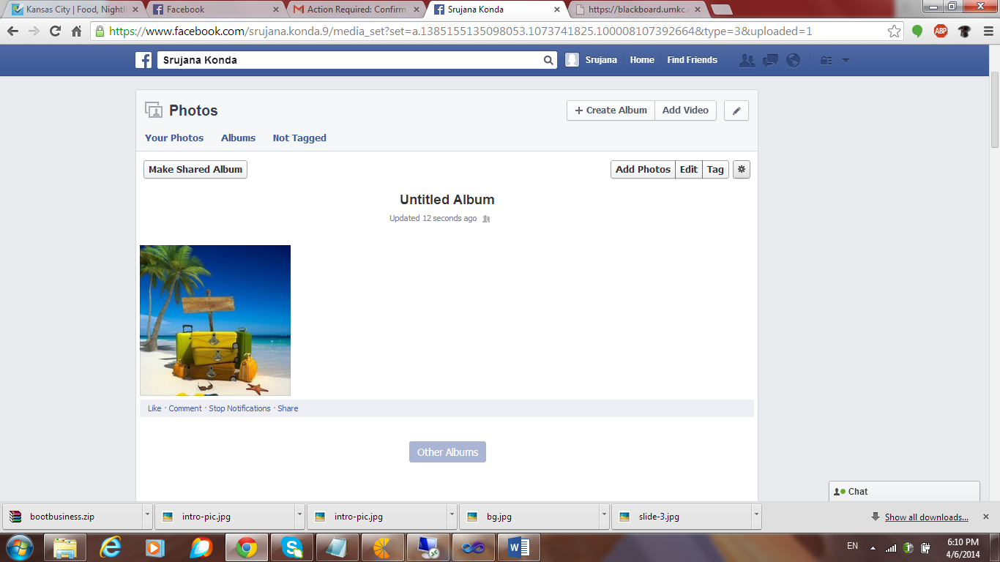 Kansas City | Food, Nightli
Facebook
Action Required: Confirm
Srujana Konda
https://blackboard.umkc.
https://www.facebook.com/srujana.konda.9/media_set?set=a.1385155135098053.1073741825.100008107392664&type=3&uploaded=1
ABP
Srujana Konda
Srujana
Home
Find Friends
Photos
+ Create Album
Add Video
Your Photos
Albums
Not Tagged
Make Shared Album
Add Photos
Edit
Tag
Untitled Album
Updated 12 seconds ago
Like · Comment · Stop Notifications · Share
Other Albums
Chat
bootbusiness.zip
intro-pic.jpg
intro-pic.jpg
bg.jpg
slide-3.jpg
Show all downloads...
EN
6:10 PM
4/6/2014